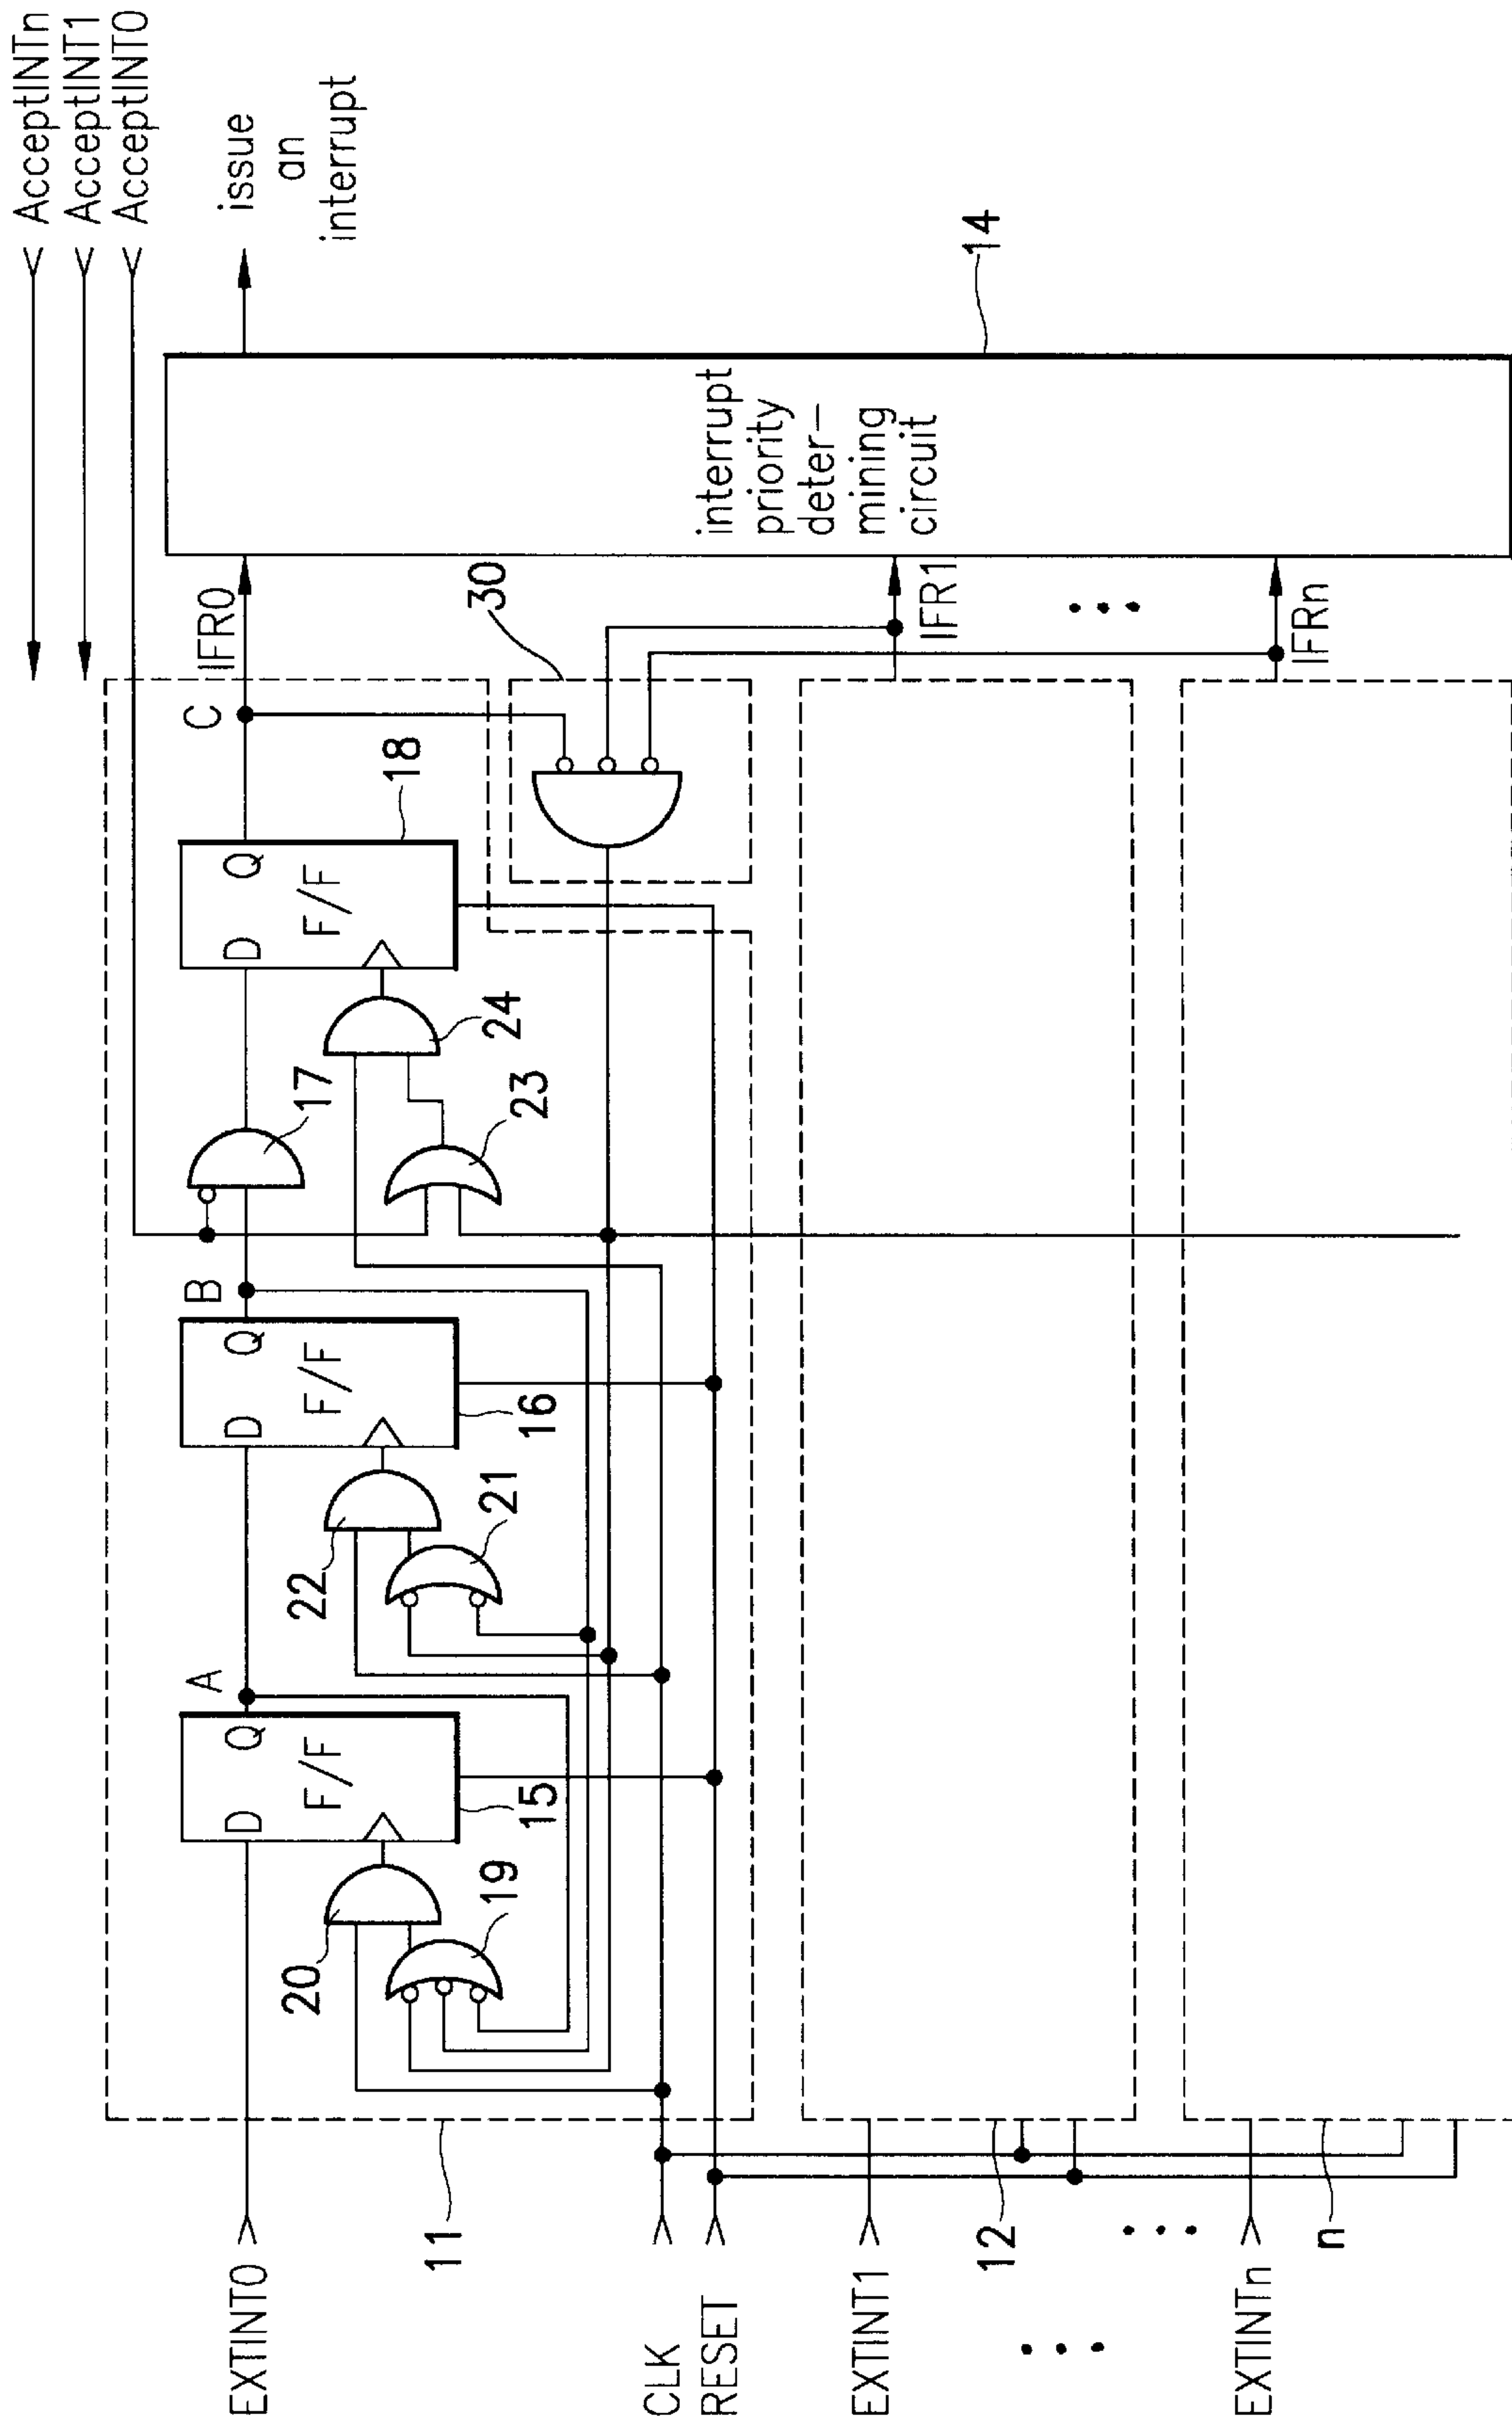 AcceptINTn
AcceptINT1
AcceptINT0
issue
an
interrupt
EXTINT0
11
D
Q
F/F
15
A
20
19
D
Q
F/F
16
B
22
21
17
23
24
D
Q
F/F
18
C
IFR0
30
14
interrupt
priority
deter-
mining
circuit
CLK
RESET
EXTINT1
12
IFR1
EXTINTn
n
IFRn